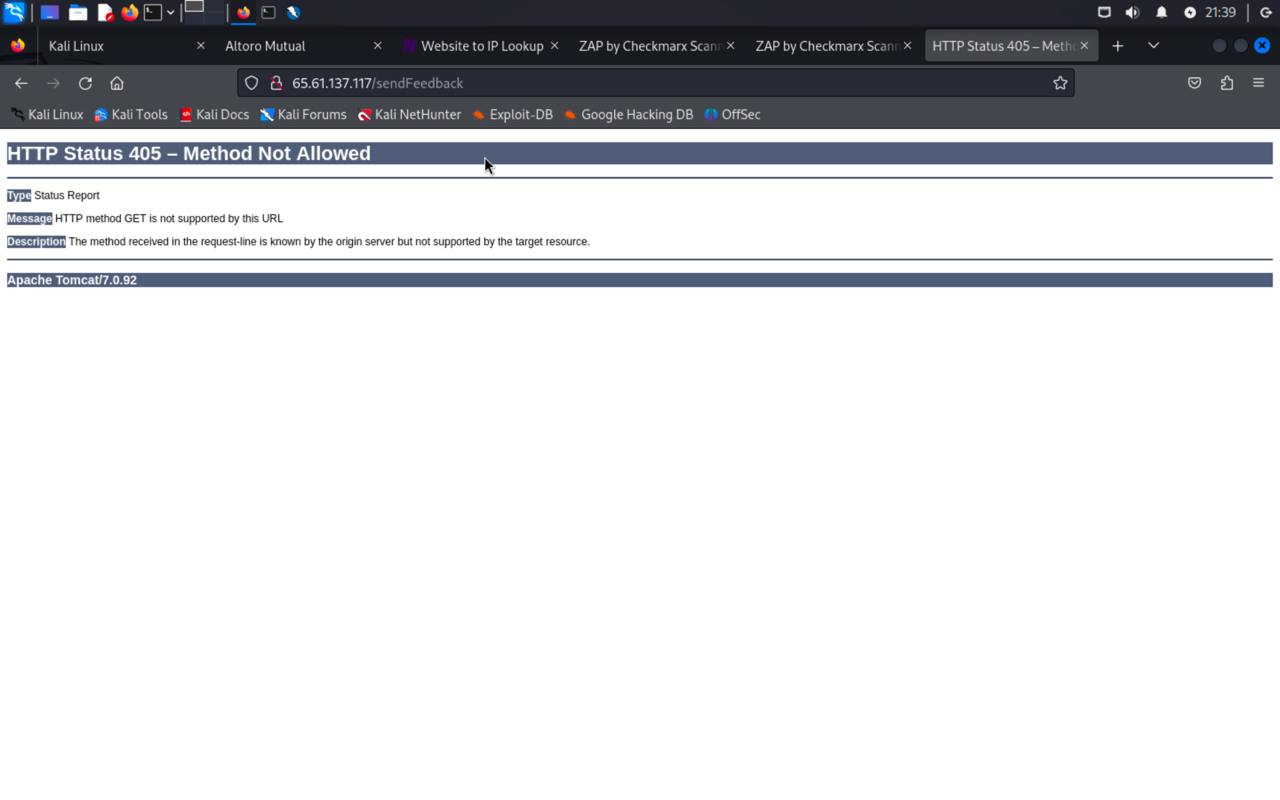 21:39
Kali Linux
Altoro Mutual
Website to IP Lookup
ZAP by Checkmarx Scann
ZAP by Checkmarx Scann
HTTP Status 405 – Meth
65.61.137.117/sendFeedback
Kali Linux
Kali Tools
Kali Docs
Kali Forums
Kali NetHunter
Exploit-DB
Google Hacking DB
OffSec
HTTP Status 405 – Method Not Allowed
Type Status Report
Message HTTP method GET is not supported by this URL
Description The method received in the request-line is known by the origin server but not supported by the target resource.
Apache Tomcat/7.0.92